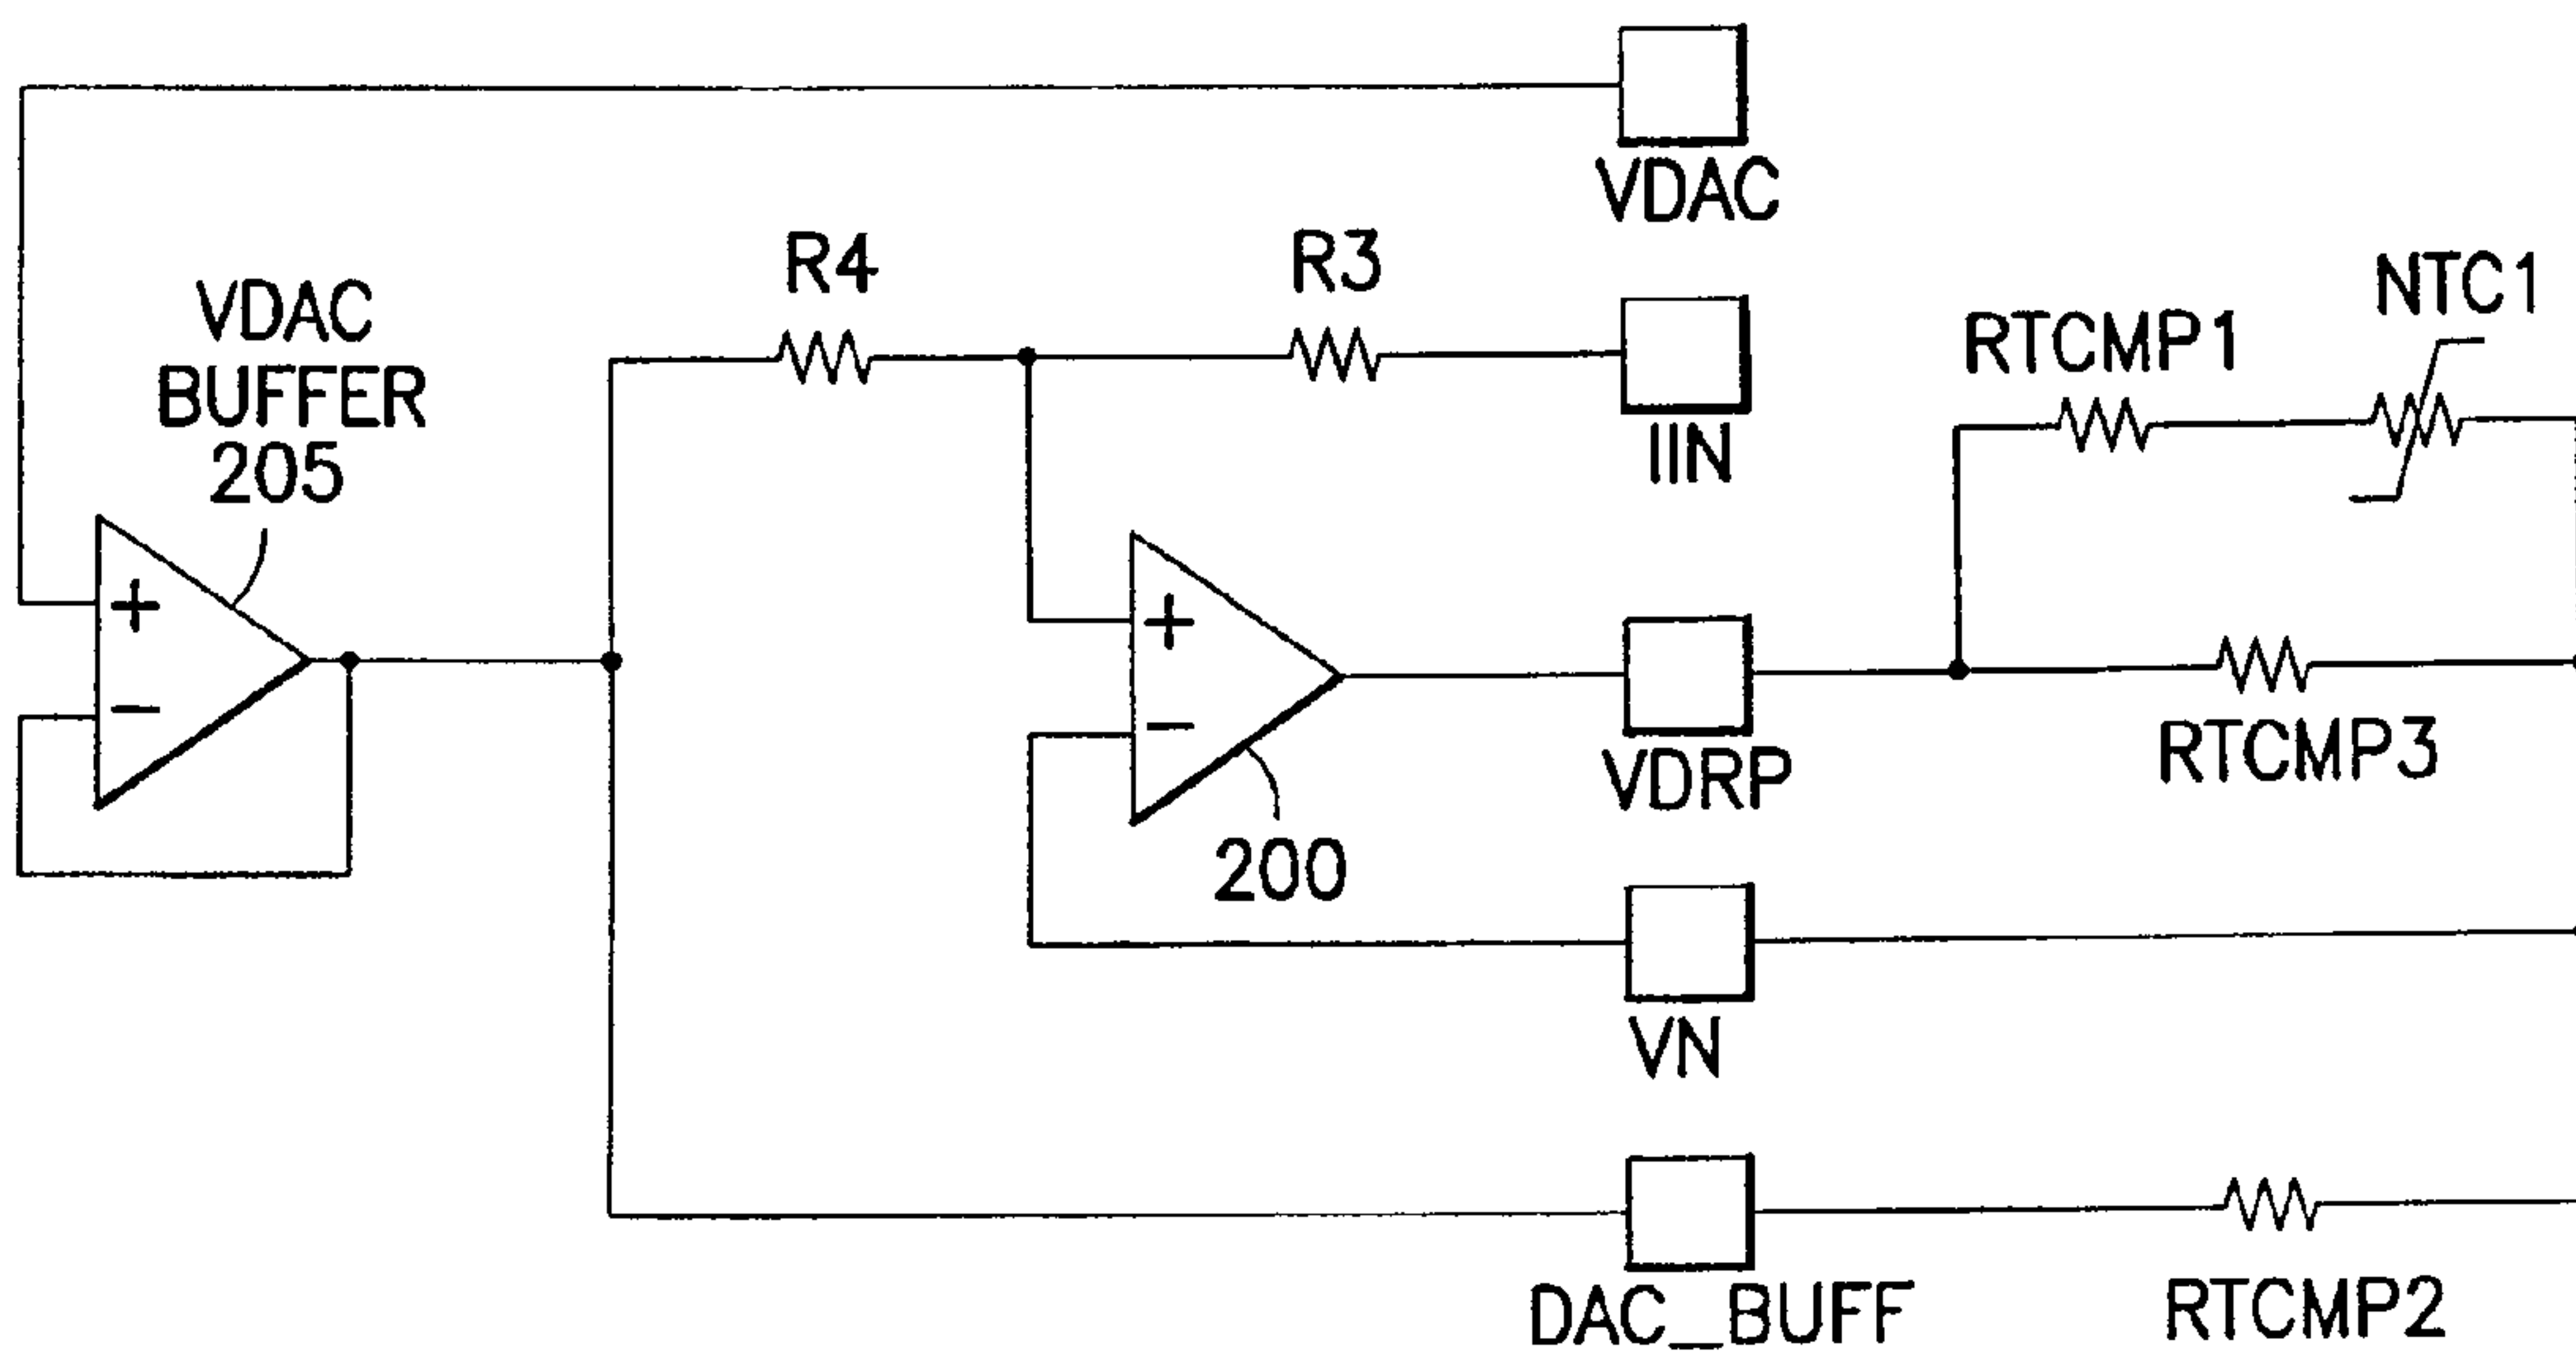 VDAC
R4
R3
NTC1
VDAC
BUFFER
205
RTCMP1
IIN
+
+
−
−
VDRP
RTCMP3
200
VN
DAC_BUFF
RTCMP2